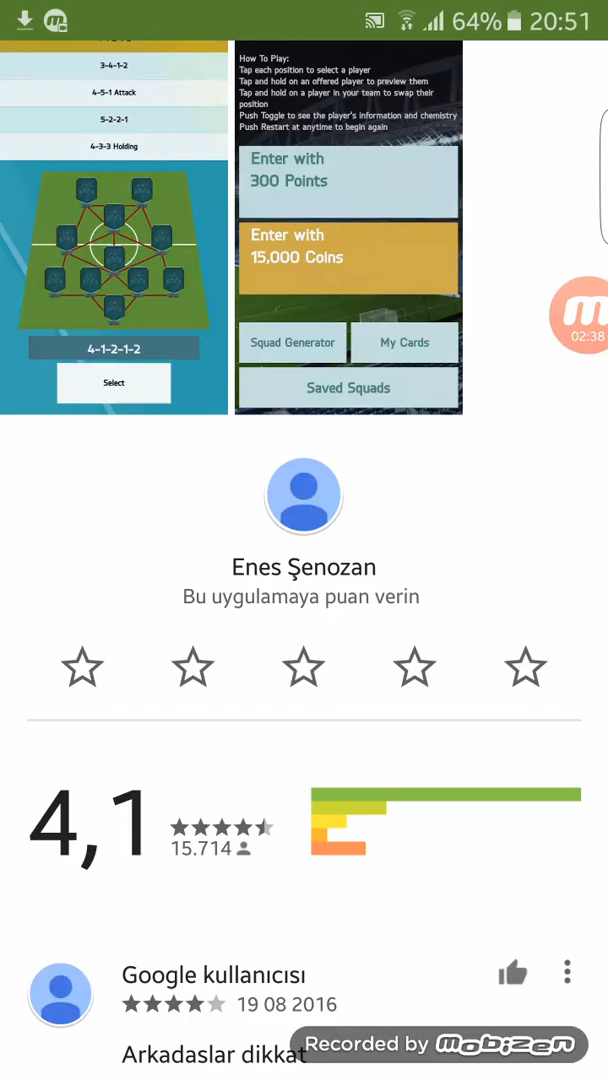 64% 20:51
3-4-1-2
4-5-1 Attack
5-2-2-1
4-3-3 Holding
4-1-2-1-2
Select
How To Play:
Tap each position to select a player
Tap and hold on an offered player to preview them
Tap and hold on a player in your team to swap their
position
Push Toggle to see the player's information and chemistry
Push Restart at anytime to begin again
Enter with
300 Points
Enter with
15,000 Coins
Squad Generator
My Cards
Saved Squads
02:38
Enes Şenozan
Bu uygulamaya puan verin
4,1
15.714
Google kullanıcısı
19 08 2016
Arkadaslar dikkat
Recorded by mobizen